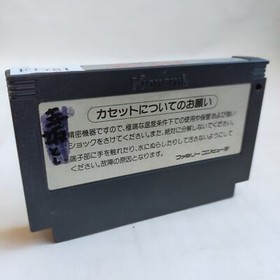 カセットについてのお願い
精密機器ですので、極端な温度条件下での使用や保管および強い
ショックをさけてください。また、絶対に分解しないでください。
端子部に手を触れたり、水にぬらしたりして汚さないようにして
ください。故障の原因となります。
ファミリーコンピュータ